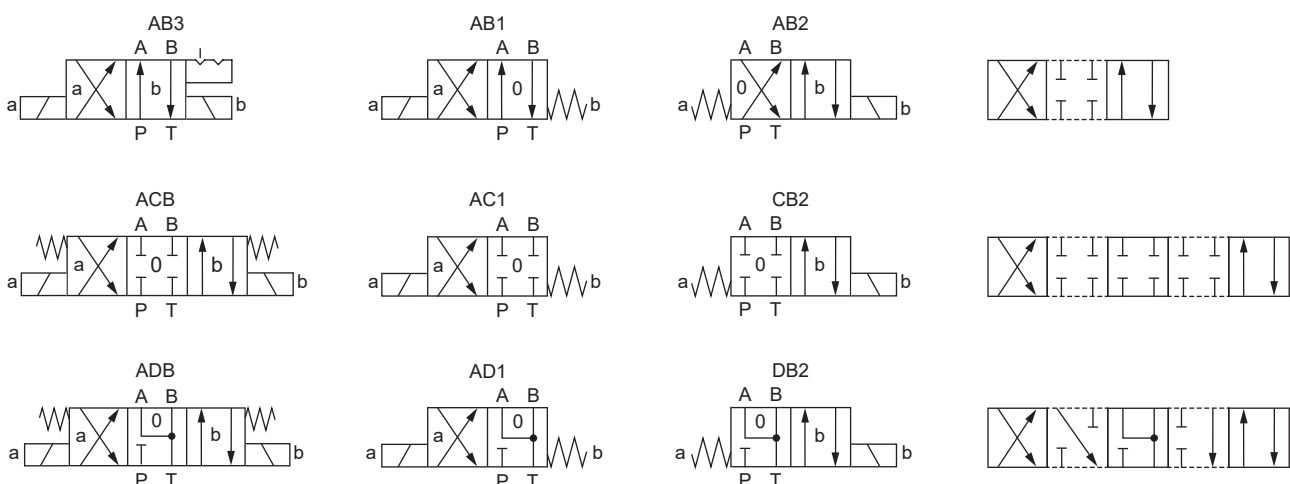 AB3 AB1 AB2
A B A B A B
a a b b a a 0 b a 0 b b
P T P T P T
ACB AC1 CB2
A B A B A B
a a 0 b b a a 0 b a 0 b b
P T P T P T
ADB AD1 DB2
A B A B A B
a a 0 b b a a 0 b a 0 b b
P T P T P T